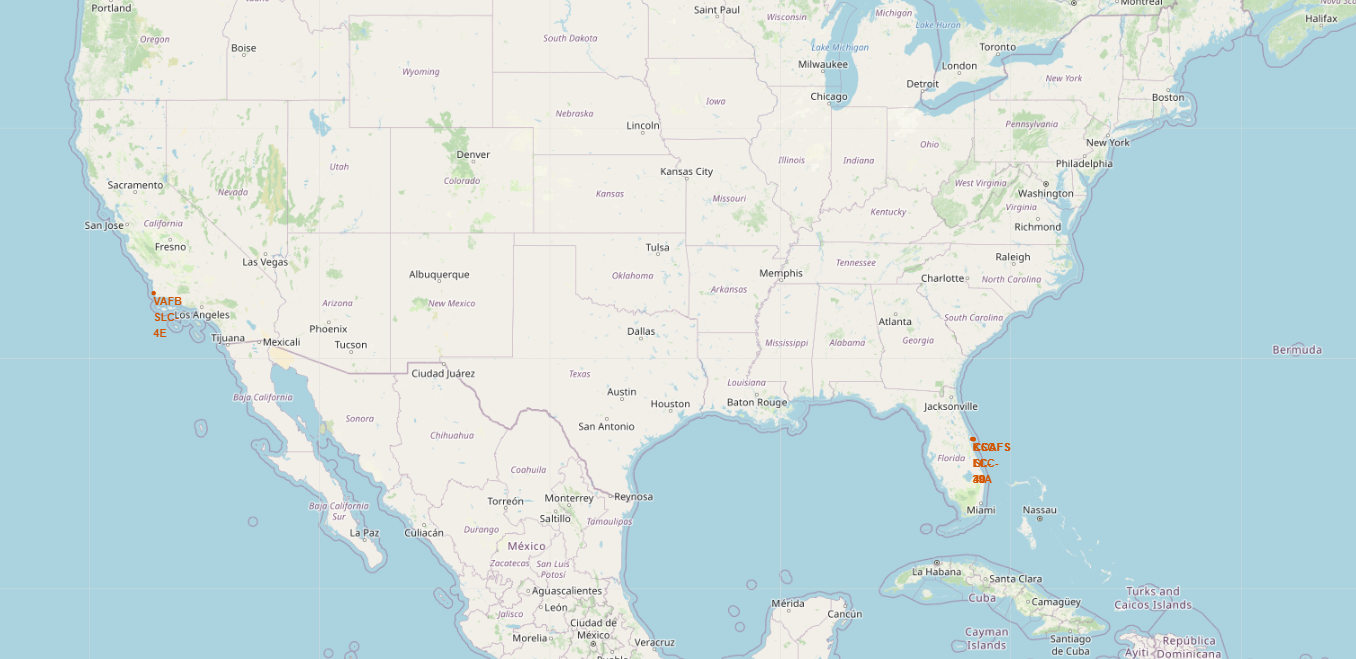 Portland
Montréal
Halifax
Saint Paul
Wisconsin
Michigan
Lake Huron
Oregon
Boise
South Dakota
Lake Michigan
Toronto
Milwaukee
London
Wyoming
Detroit
New York
Chicago
Iowa
Boston
Nebraska
Lincoln
Pennsylvania
New York
Ohio
Denver
Illinois
Indiana
Philadelphia
Utah
Kansas City
Colorado
Sacramento
Nevada
Kansas
Missouri
West Virginia
Washington
Virginia
Kentucky
San Jose
California
Richmond
Fresno
Tulsa
Raleigh
Las Vegas
Tennessee
Albuquerque
Oklahoma
Memphis
Charlotte
North Carolina
Arkansas
VAFB
SLC-
4E
Arizona
New Mexico
Los Angeles
South Carolina
Atlanta
Phoenix
Dallas
Tijuana
Mexicali
Tucson
Mississippi
Alabama
Georgia
Bermuda
Ciudad Juárez
Texas
Louisiana
Austin
Baja California
Houston
Baton Rouge
Jacksonville
Sonora
San Antonio
Chihuahua
Florida
CCAFS
SLC-
Coahuila
Torreón
Monterrey
Reynosa
Baja California
Sur
Miami
Nassau
Saltillo
Tamaulipas
La Paz
Culiacán
Durango
México
Zacatecas
San Luis
Potosí
La Habana
Santa Clara
Aguascalientes
Cuba
Turks and
Caicos Islands
León
Mérida
Camagüey
Jalisco
Cancún
Ciudad de
México
Morelia
Veracruz
Cayman
Islands
Santiago
de Cuba
República
Dominicana
Ayiti